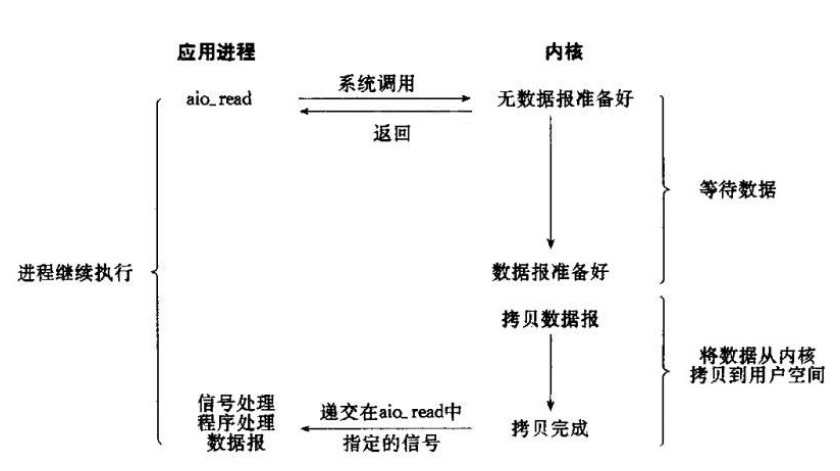 应用进程
内核
aio_read
系统调用
无数据报准备好
返回
等待数据
进程继续执行
数据报准备好
拷贝数据报
将数据从内核
拷贝到用户空间
信号处理
程序处理
数据报
递交在aio_read中
指定的信号
拷贝完成